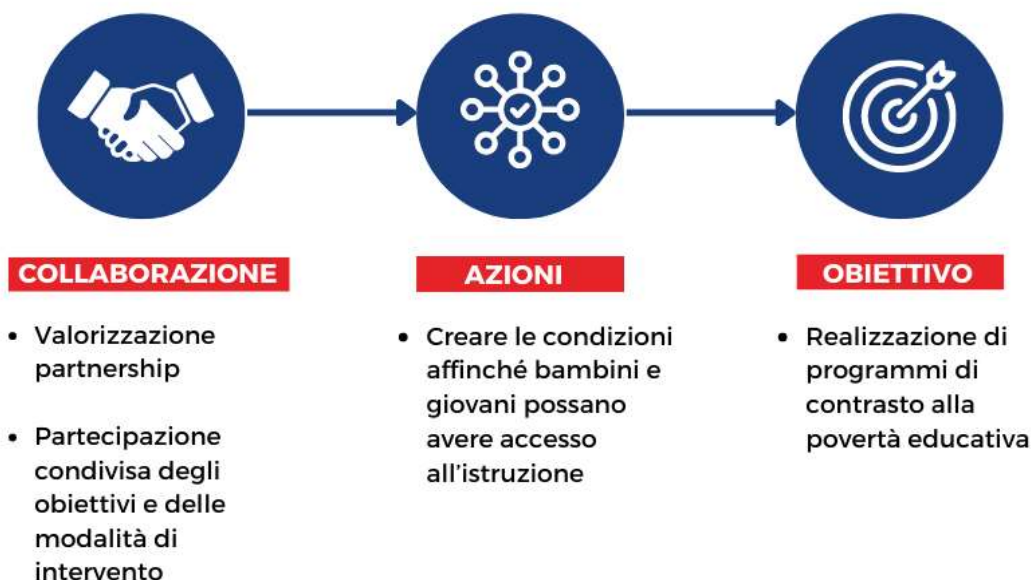 COLLABORAZIONE
• Valorizzazione
partnership
• Partecipazione
condivisa degli
obiettivi e delle
modalità di
intervento
AZIONI
• Creare le condizioni
affinché bambini e
giovani possano
avere accesso
all'istruzione
OBIETTIVO
• Realizzazione di
programmi di
contrasto alla
povertà educativa